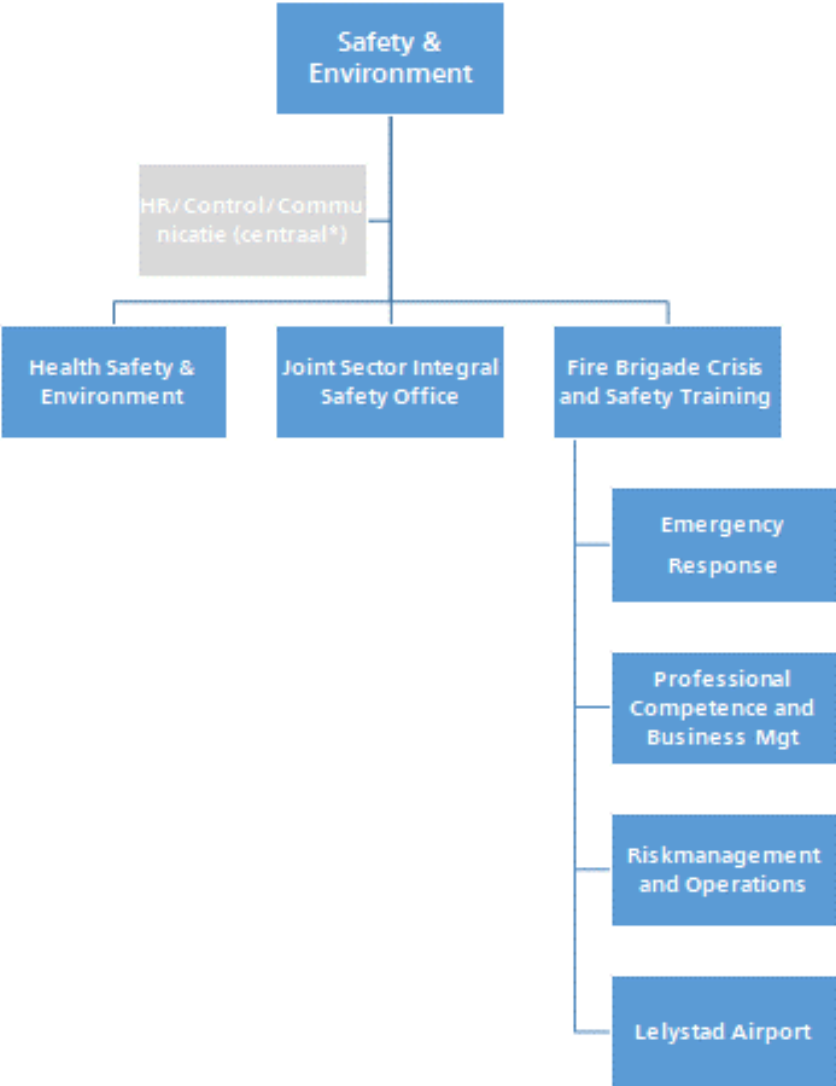 Safety &
Environment
HR/Control/Commu
nicatie (centraal*)
Health Safety &
Environment
Joint Sector Integral
Safety Office
Fire Brigade Crisis
and Safety Training
Emergency
Response
Professional
Competence and
Business Mgt
Riskmanagement
and Operations
Lelystad Airport